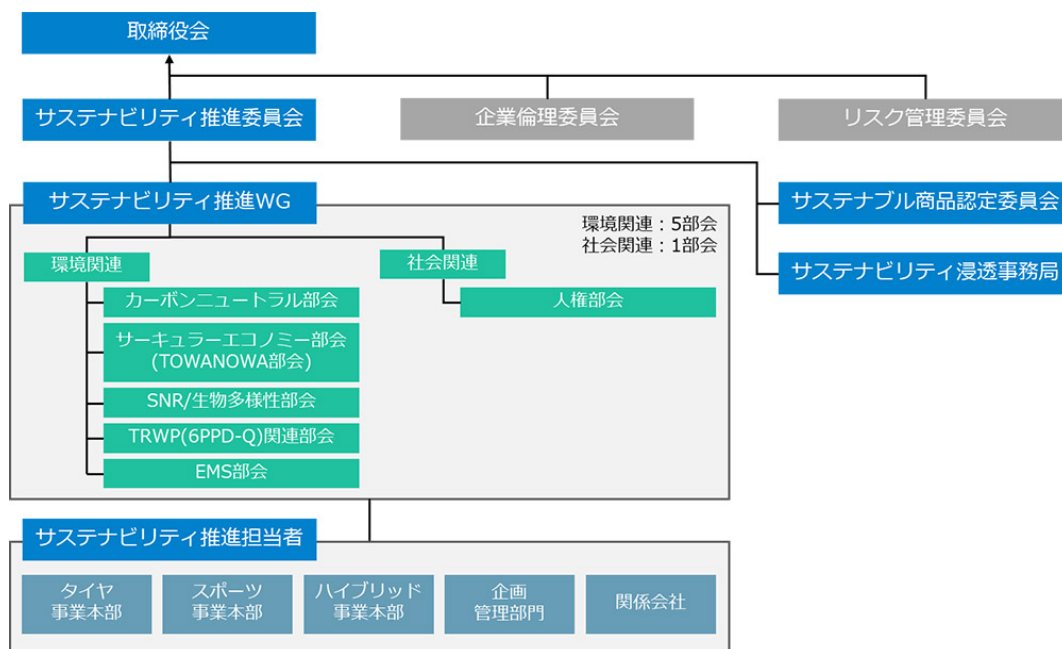 取締役会
サステナビリティ推進委員会
企業倫理委員会
リスク管理委員会
サステナビリティ推進WG
サステナブル商品認定委員会
サステナビリティ浸透事務局
環境関連：5部会
社会関連：1部会
環境関連
カーボンニュートラル部会
サーキュラーエコノミー部会
(TOWANOWA部会)
SNR/生物多様性部会
TRWP(6PPD-Q)関連部会
EMS部会
社会関連
人権部会
サステナビリティ推進担当者
タイヤ
事業本部
スポーツ
事業本部
ハイブリッド
事業本部
企画
管理部門
関係会社